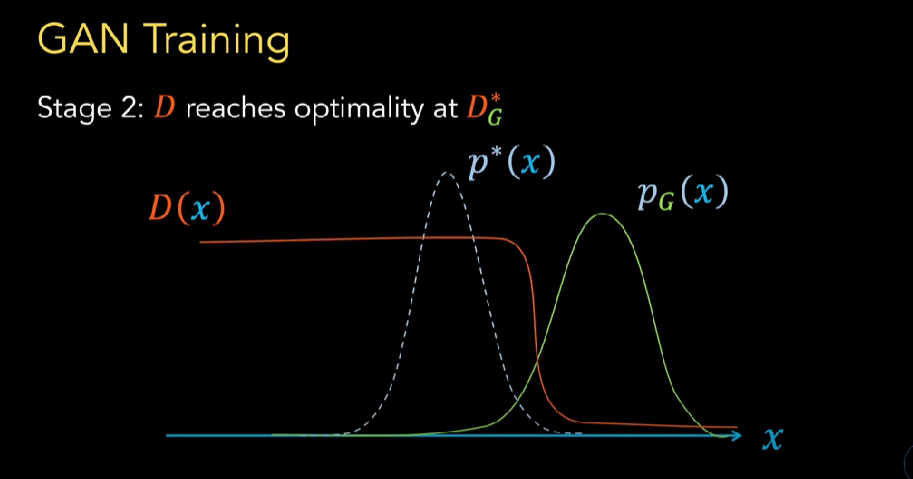 GAN Training
Stage 2: D reaches optimality at D*G
p*(x)
D(x)
pG(x)
x